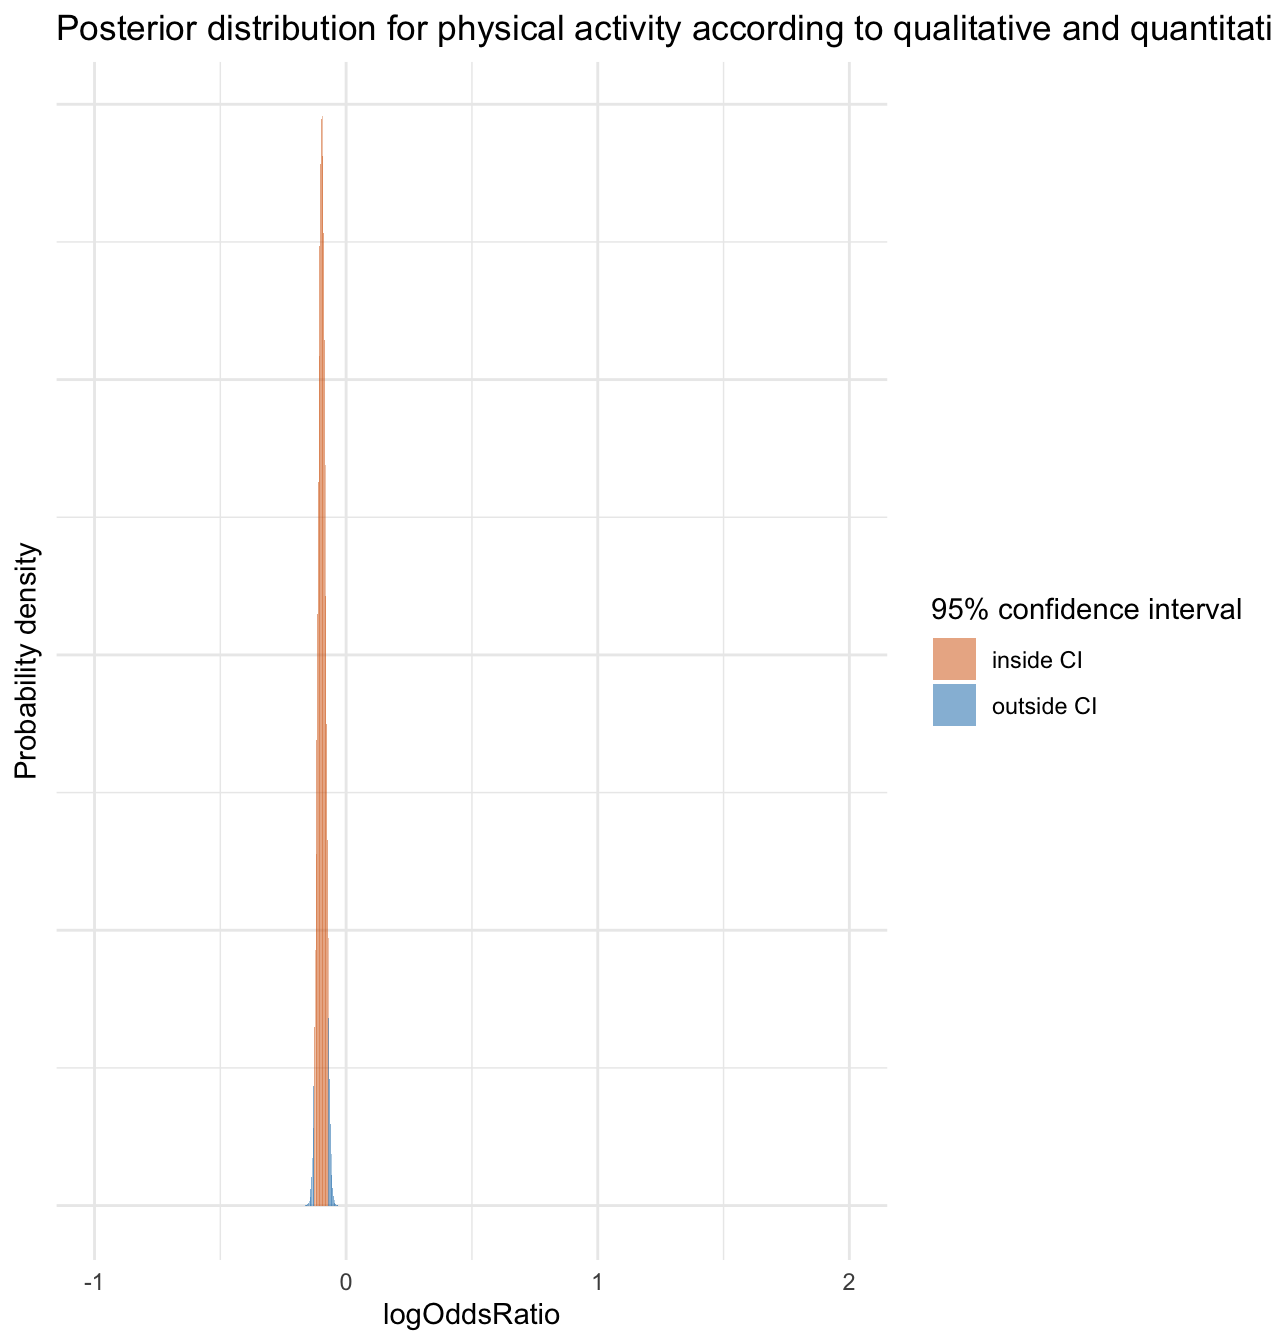 Posterior distribution for physical activity according to qualitative and quantitati
Probability density
95% confidence interval
inside CI
outside CI
-1 0 1 2
logOddsRatio